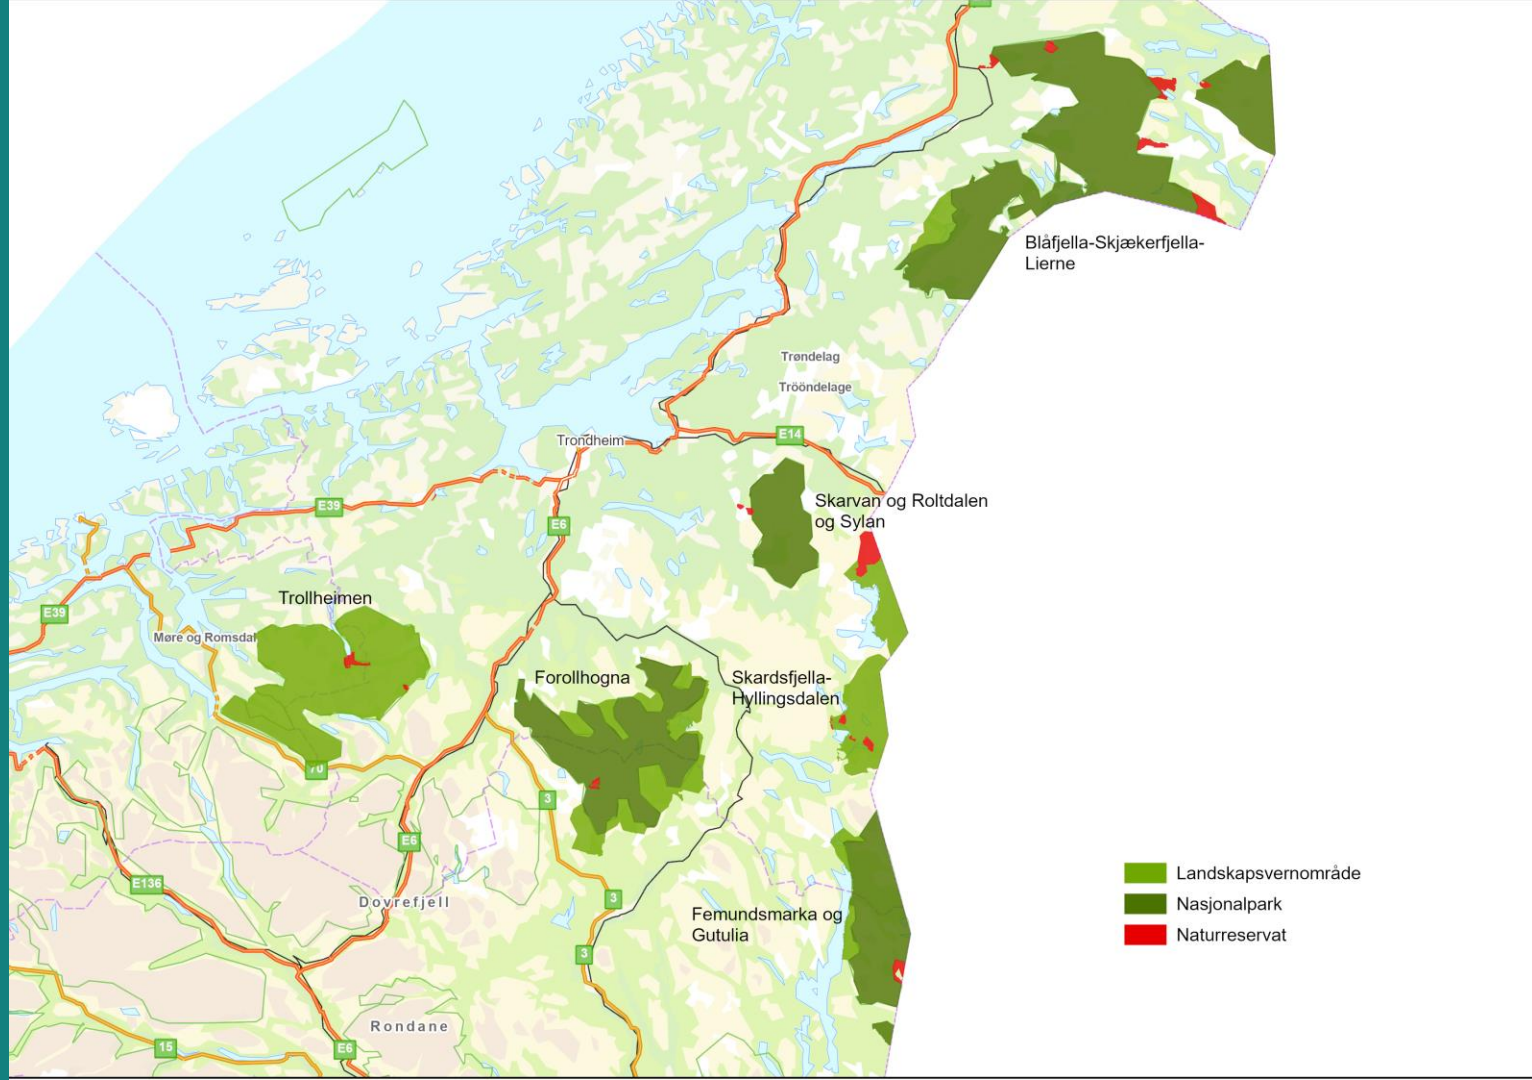 Blåfjella-Skjækerfjella-
Lierne
Trøndelag
Trööndelage
Trondheim
E14
Skarvan og Roltdalen
og Sylan
E39
E6
Trollheimen
E39
Møre og Romsdal
Forollhogna
Skardsfjella-
Hyllingsdalen
70
3
E6
E136
Dovrefjell
3
Femundsmarka og
Gutulia
3
Rondane
15
E6
Landskapsvernområde
Nasjonalpark
Naturreservat